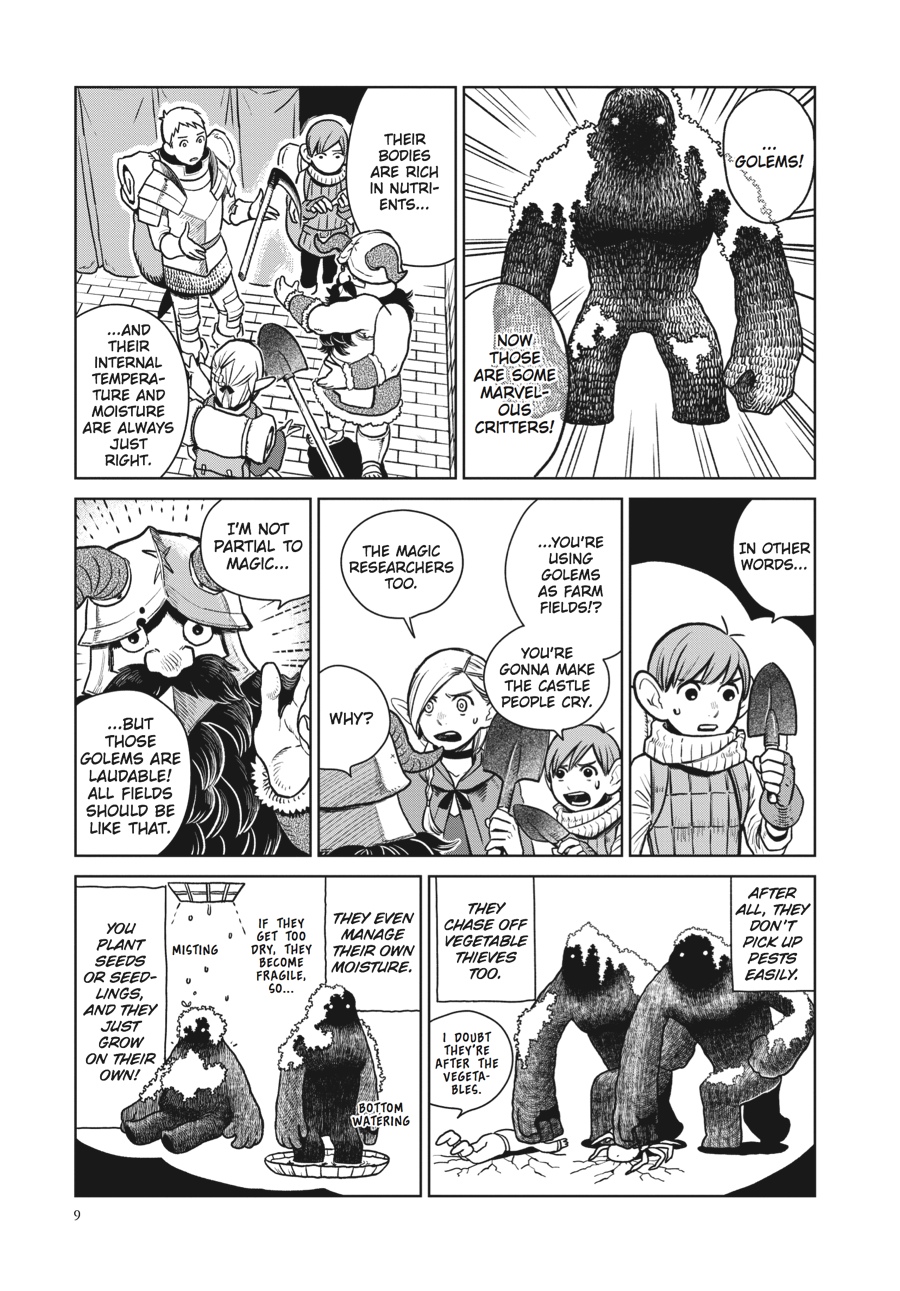 ...
GOLEMS!
NOW
THOSE
ARE SOME
MARVEL-
OUS
CRITTERS!
THEIR
BODIES
ARE RICH
IN NUTRI-
ENTS...
...AND
THEIR
INTERNAL
TEMPERA-
TURE AND
MOISTURE
ARE ALWAYS
JUST
RIGHT.
IN OTHER
WORDS...
...YOU'RE
USING
GOLEMS
AS FARM
FIELDS!?
YOU'RE
GONNA MAKE
THE CASTLE
PEOPLE CRY.
THE MAGIC
RESEARCHERS
TOO.
WHY?
I'M NOT
PARTIAL TO
MAGIC...
...BUT
THOSE
GOLEMS ARE
LAUDABLE!
ALL FIELDS
SHOULD BE
LIKE THAT.
AFTER
ALL, THEY
DON'T
PICK UP
PESTS
EASILY.
THEY
CHASE OFF
VEGETABLE
THIEVES
TOO.
I DOUBT
THEY'RE
AFTER THE
VEGETA-
BLES.
THEY EVEN
MANAGE
THEIR OWN
MOISTURE.
IF THEY
GET TOO
DRY, THEY
BECOME
FRAGILE,
SO...
BOTTOM
WATERING
MISTING
YOU
PLANT
SEEDS
OR SEED-
LINGS,
AND THEY
JUST
GROW
ON THEIR
OWN!
9